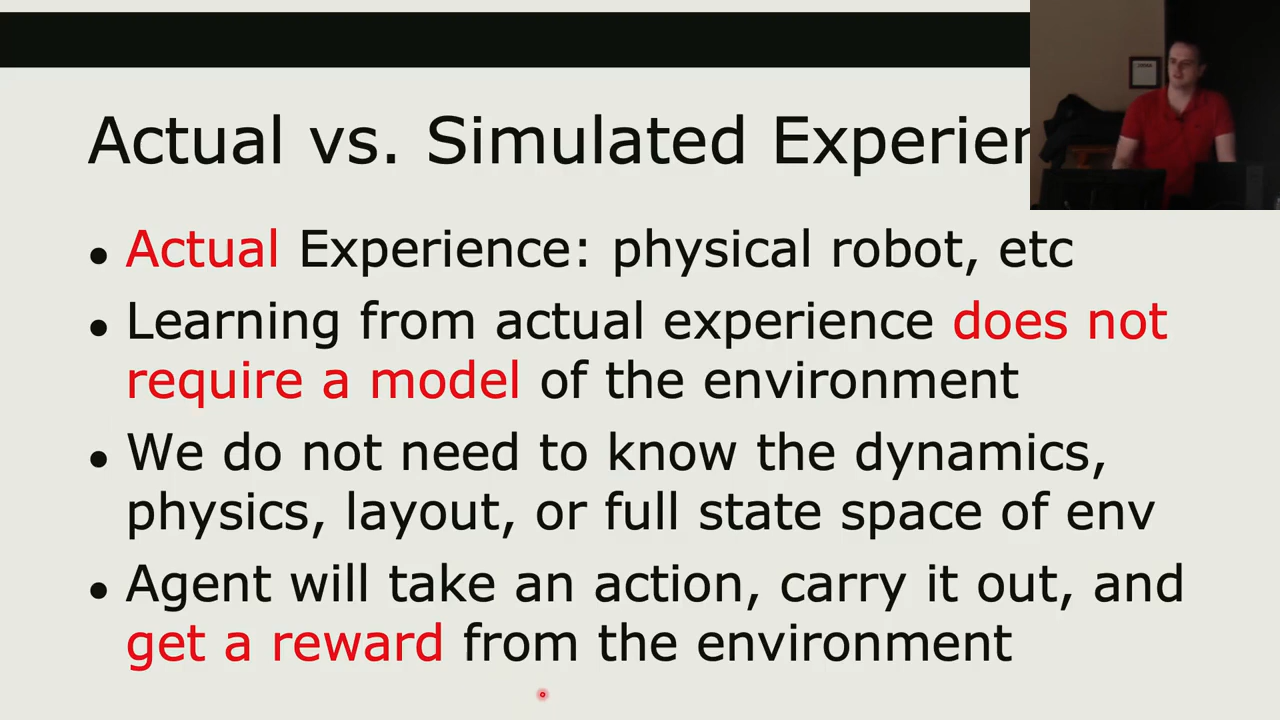 Actual vs. Simulated Experien
• Actual Experience: physical robot, etc
• Learning from actual experience does not
require a model of the environment
• We do not need to know the dynamics,
physics, layout, or full state space of env
• Agent will take an action, carry it out, and
get a reward from the environment